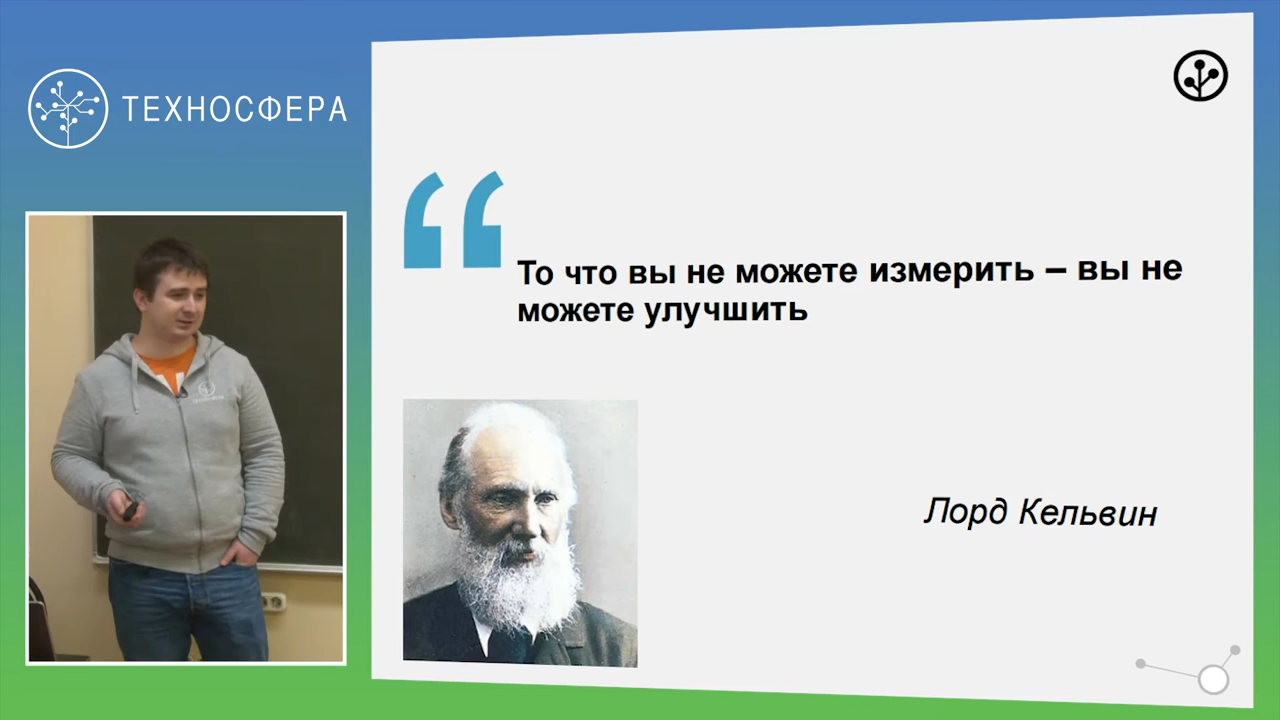 ТЕХНОСФЕРА
То что вы не можете измерить – вы не
можете улучшить
Лорд Кельвин